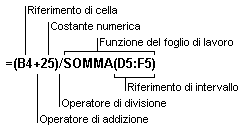 Riferimento di cella
Costante numerica
Funzione del foglio di lavoro
=(B4+25)/SOMMA(D5:F5)
Riferimento di intervallo
Operatore di divisione
Operatore di addizione